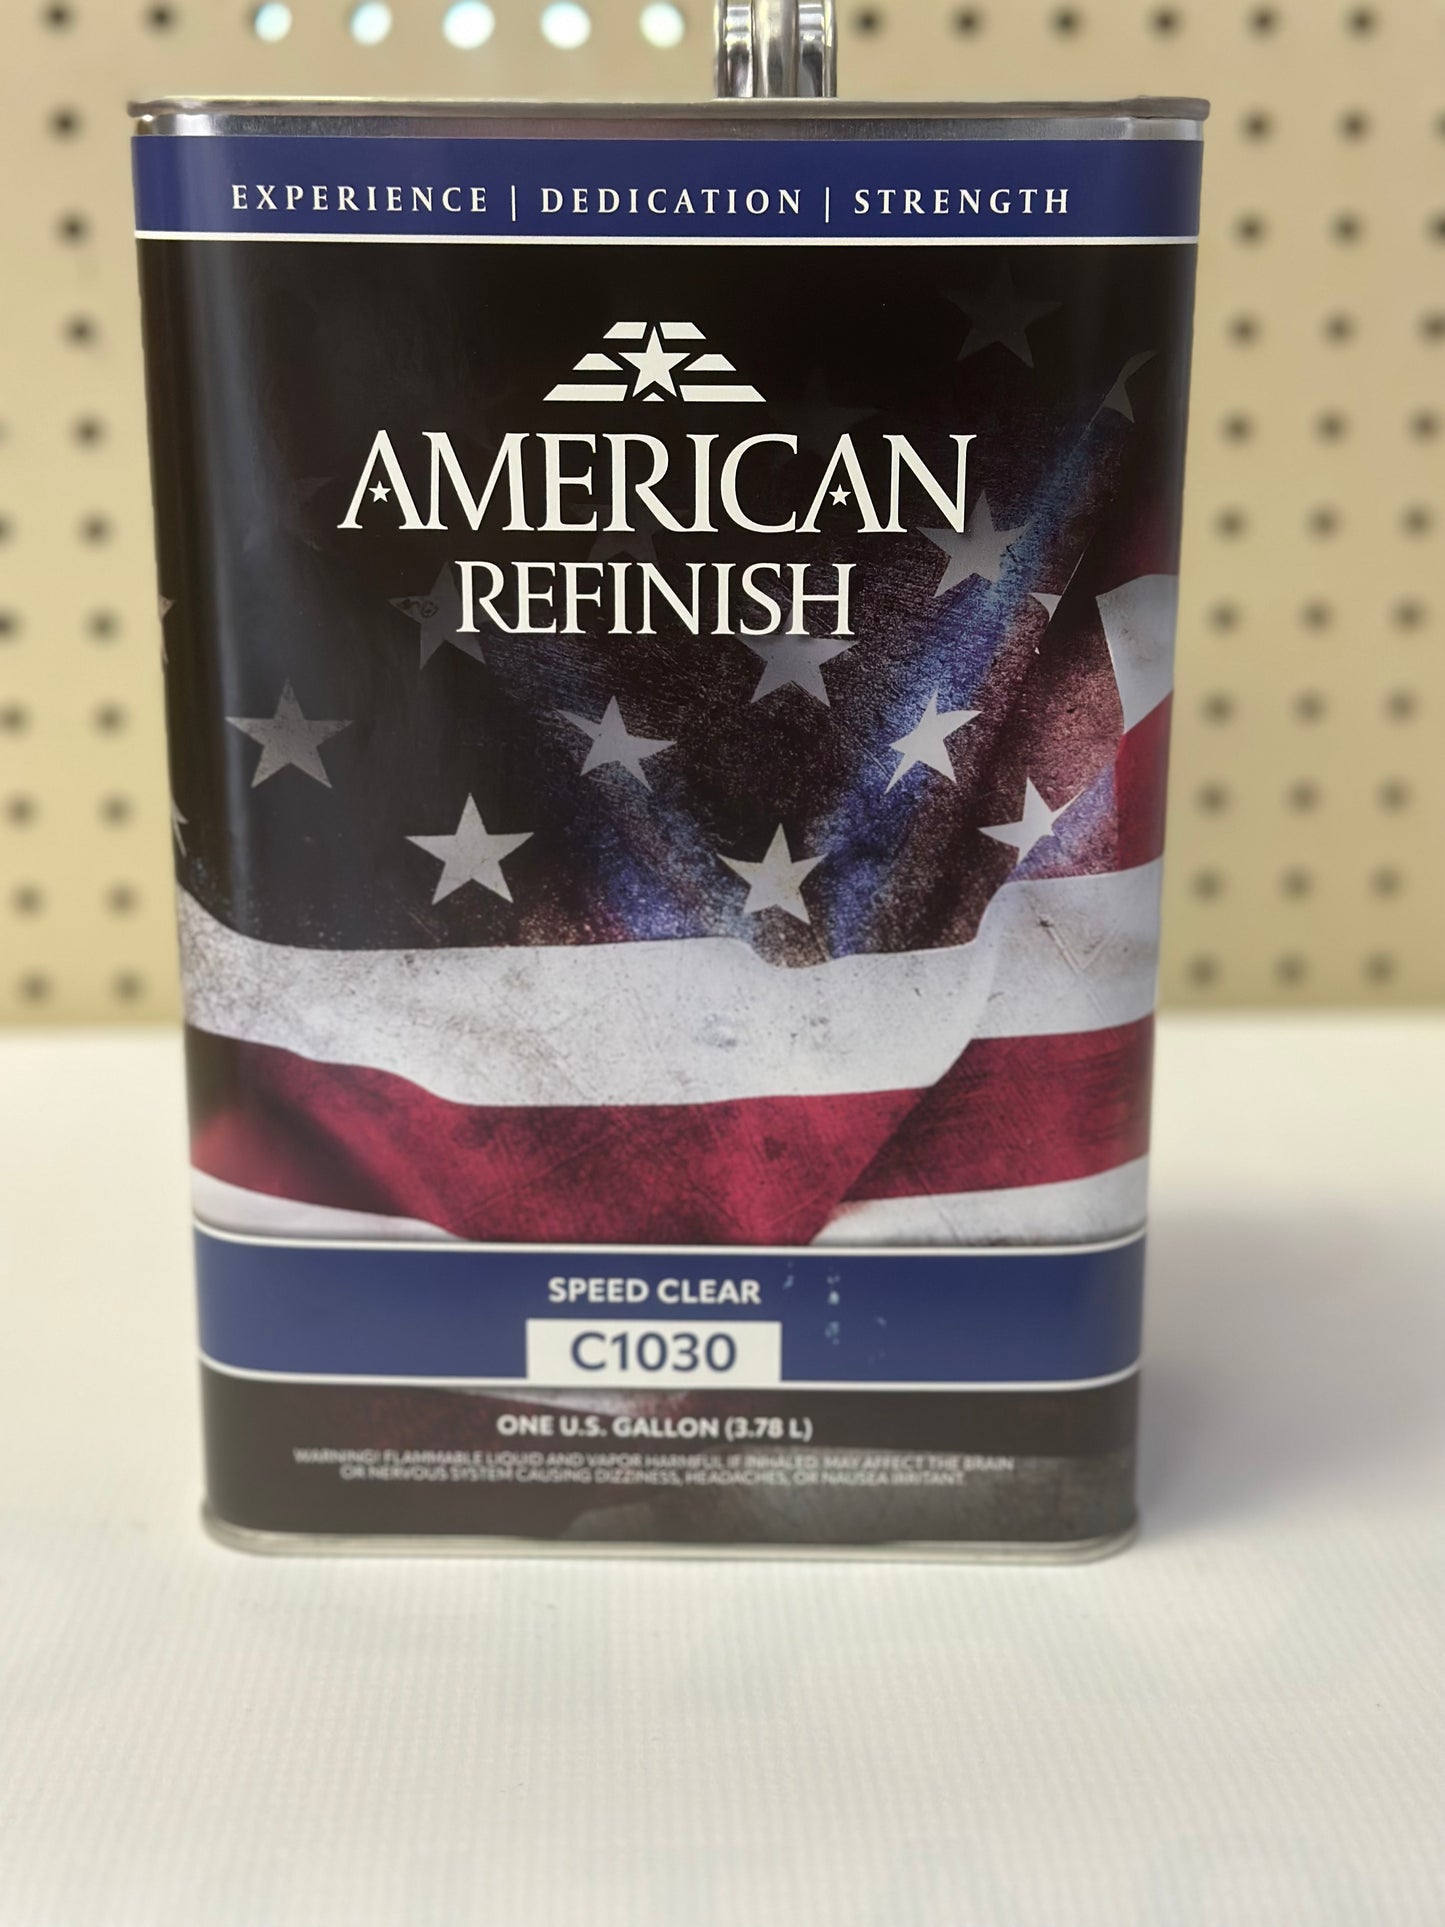 EXPERIENCE | DEDICATION | STRENGTH
AMERICAN
REFINISH
SPEED CLEAR
C1030
ONE U.S. GALLON (3.78 L)
WARNING! FLAMMABLE LIQUID AND VAPOR HARMFUL IF INHALED. MAY AFFECT THE BRAIN
OR NERVOUS SYSTEM CAUSING DIZZINESS, HEADACHES, OR NAUSEA IRRITANT.